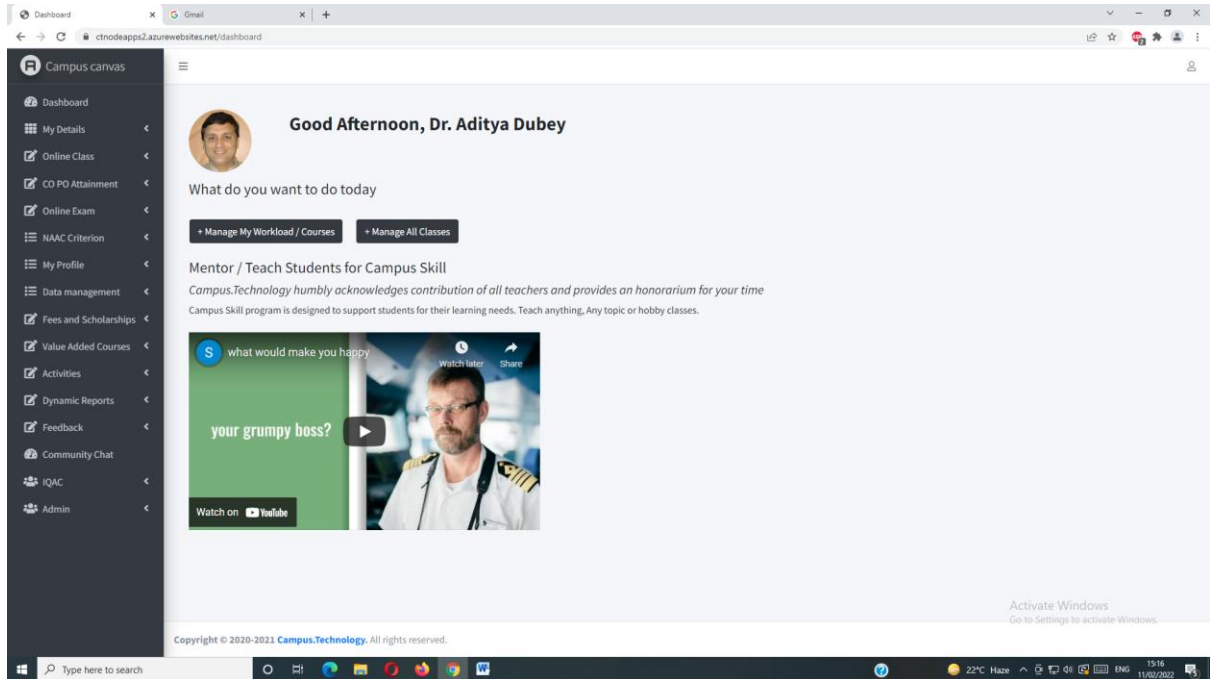 Dashboard
Gmail
ctnodeapps2.azurewebsites.net/dashboard
Campus canvas
Dashboard
My Details
Online Class
CO PO Attainment
Online Exam
NAAC Criterion
My Profile
Data management
Fees and Scholarships
Value Added Courses
Activities
Dynamic Reports
Feedback
Community Chat
IQAC
Admin
Good Afternoon, Dr. Aditya Dubey
What do you want to do today
+ Manage My Workload / Courses
+ Manage All Classes
Mentor / Teach Students for Campus Skill
Campus.Technology humbly acknowledges contribution of all teachers and provides an honorarium for your time
Campus Skill program is designed to support students for their learning needs. Teach anything, Any topic or hobby classes.
S what would make you happy
Watch later Share
your grumpy boss?
Watch on YouTube
Activate Windows
Go to Settings to activate Windows.
Copyright © 2020-2021 Campus.Technology. All rights reserved.
Type here to search
22°C Haze
ENG
15:16
11/02/2022